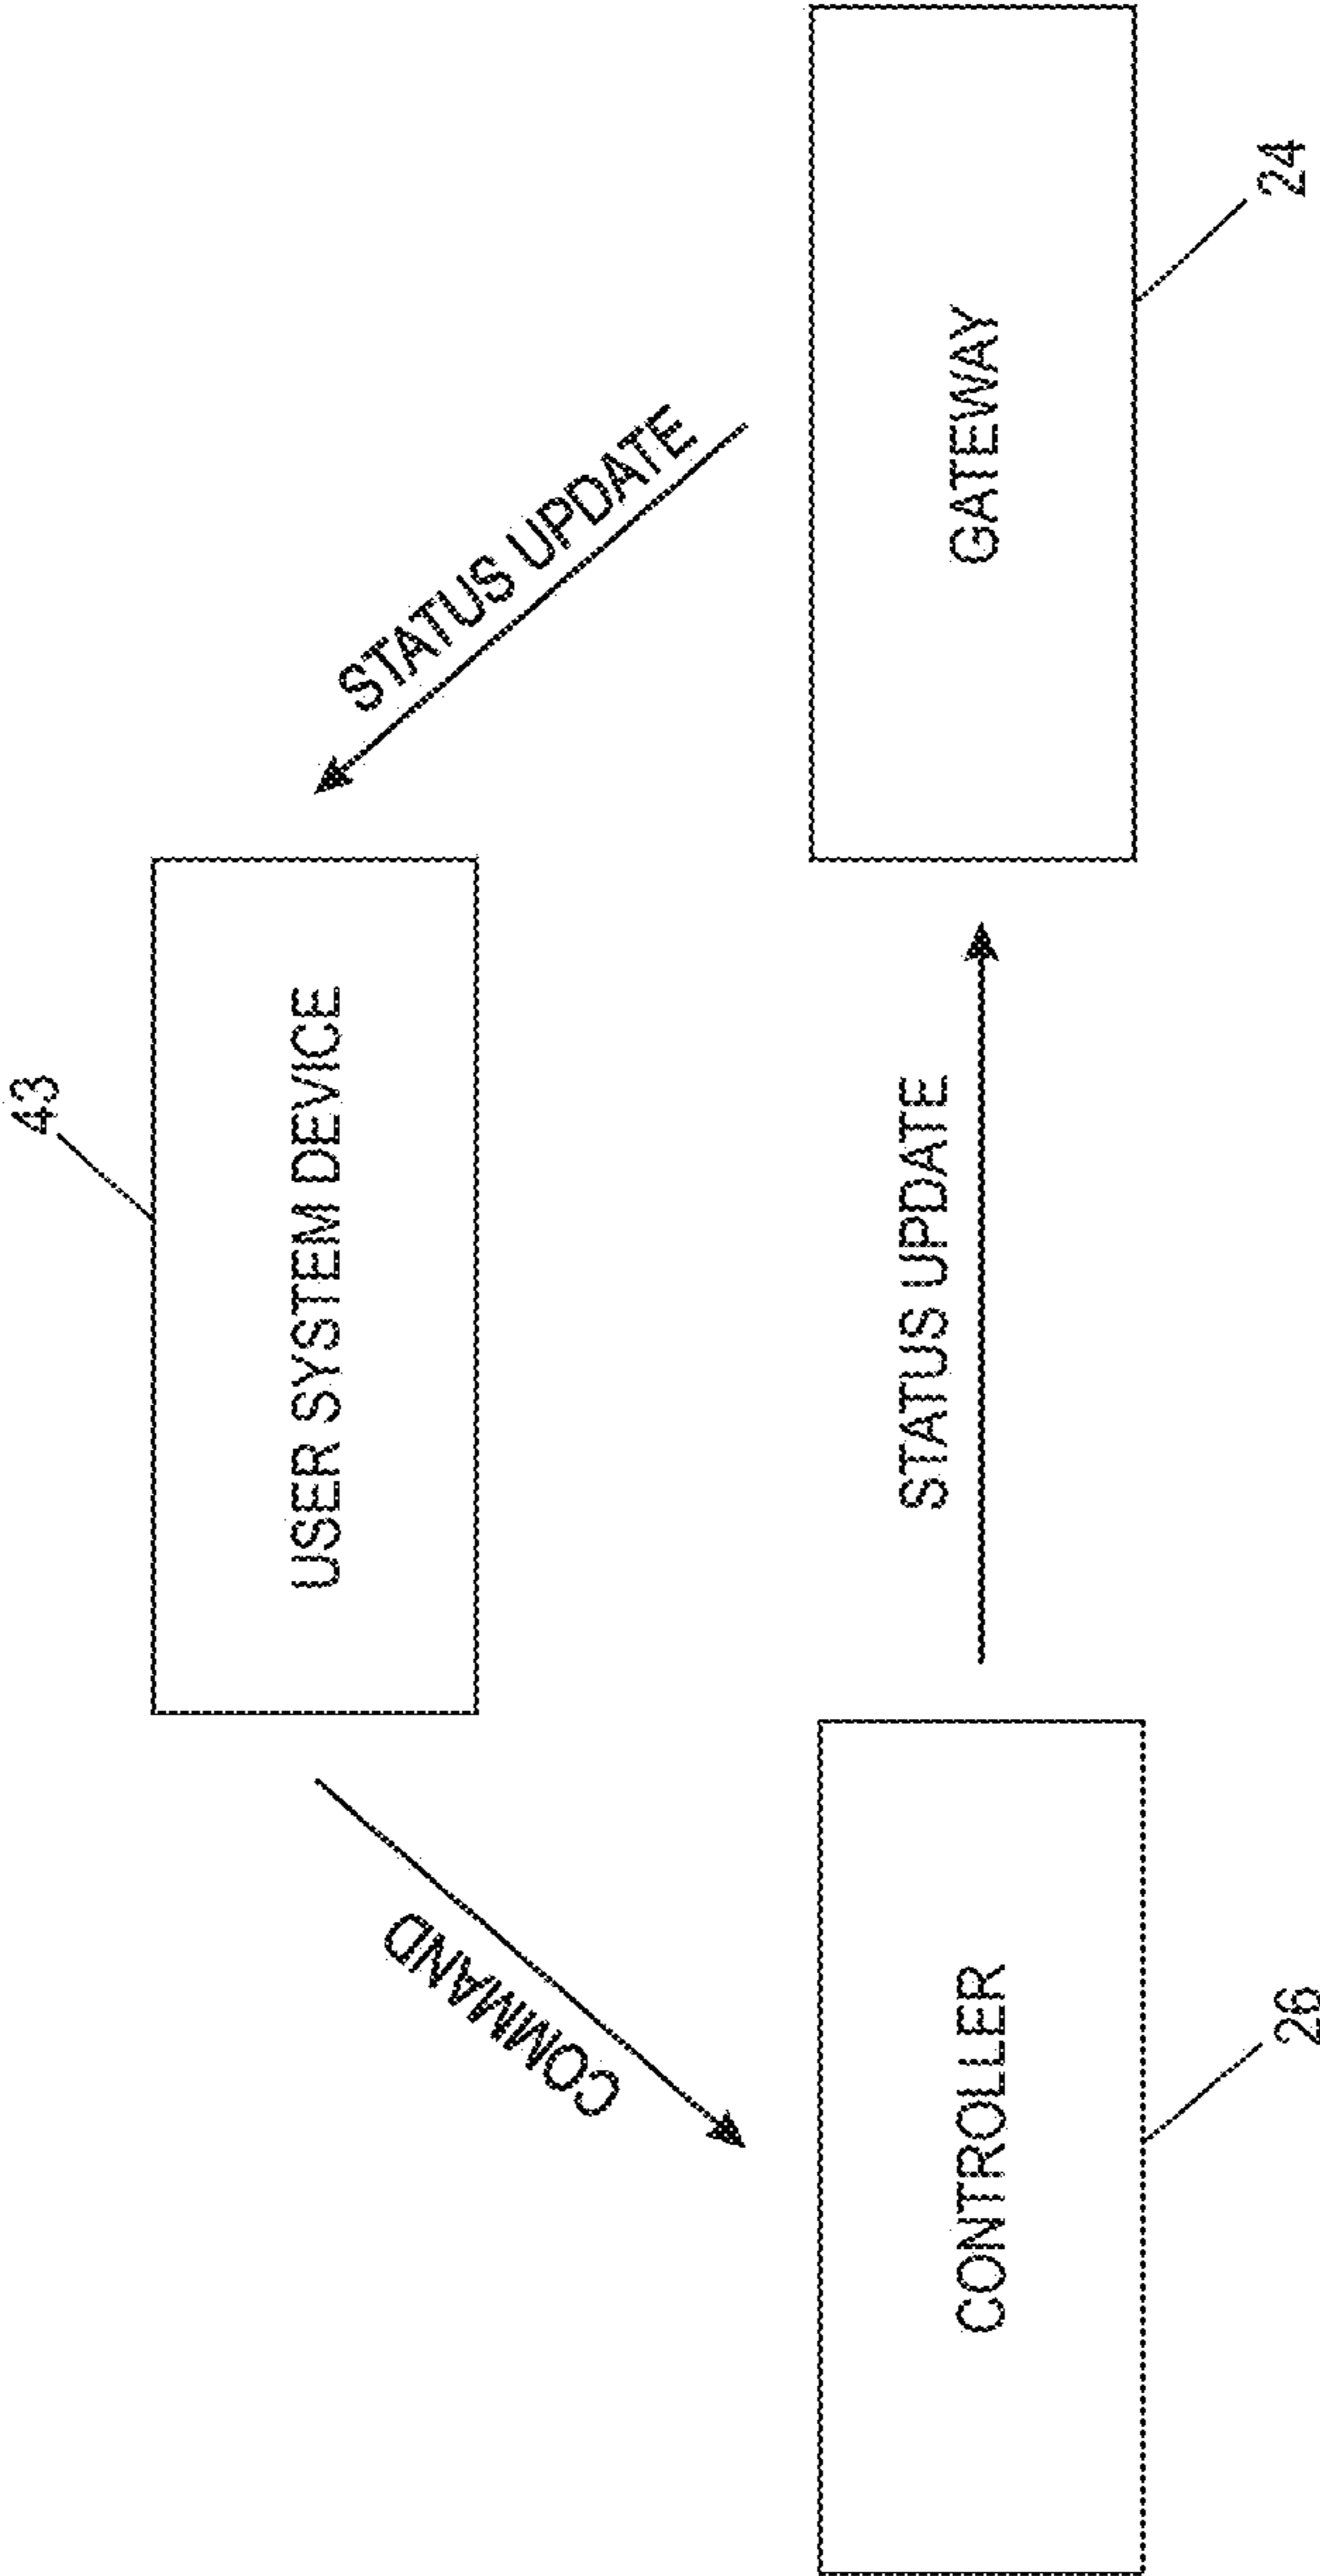 43
USER SYSTEM DEVICE
COMMAND
STATUS UPDATE
STATUS UPDATE
CONTROLLER
26
GATEWAY
24